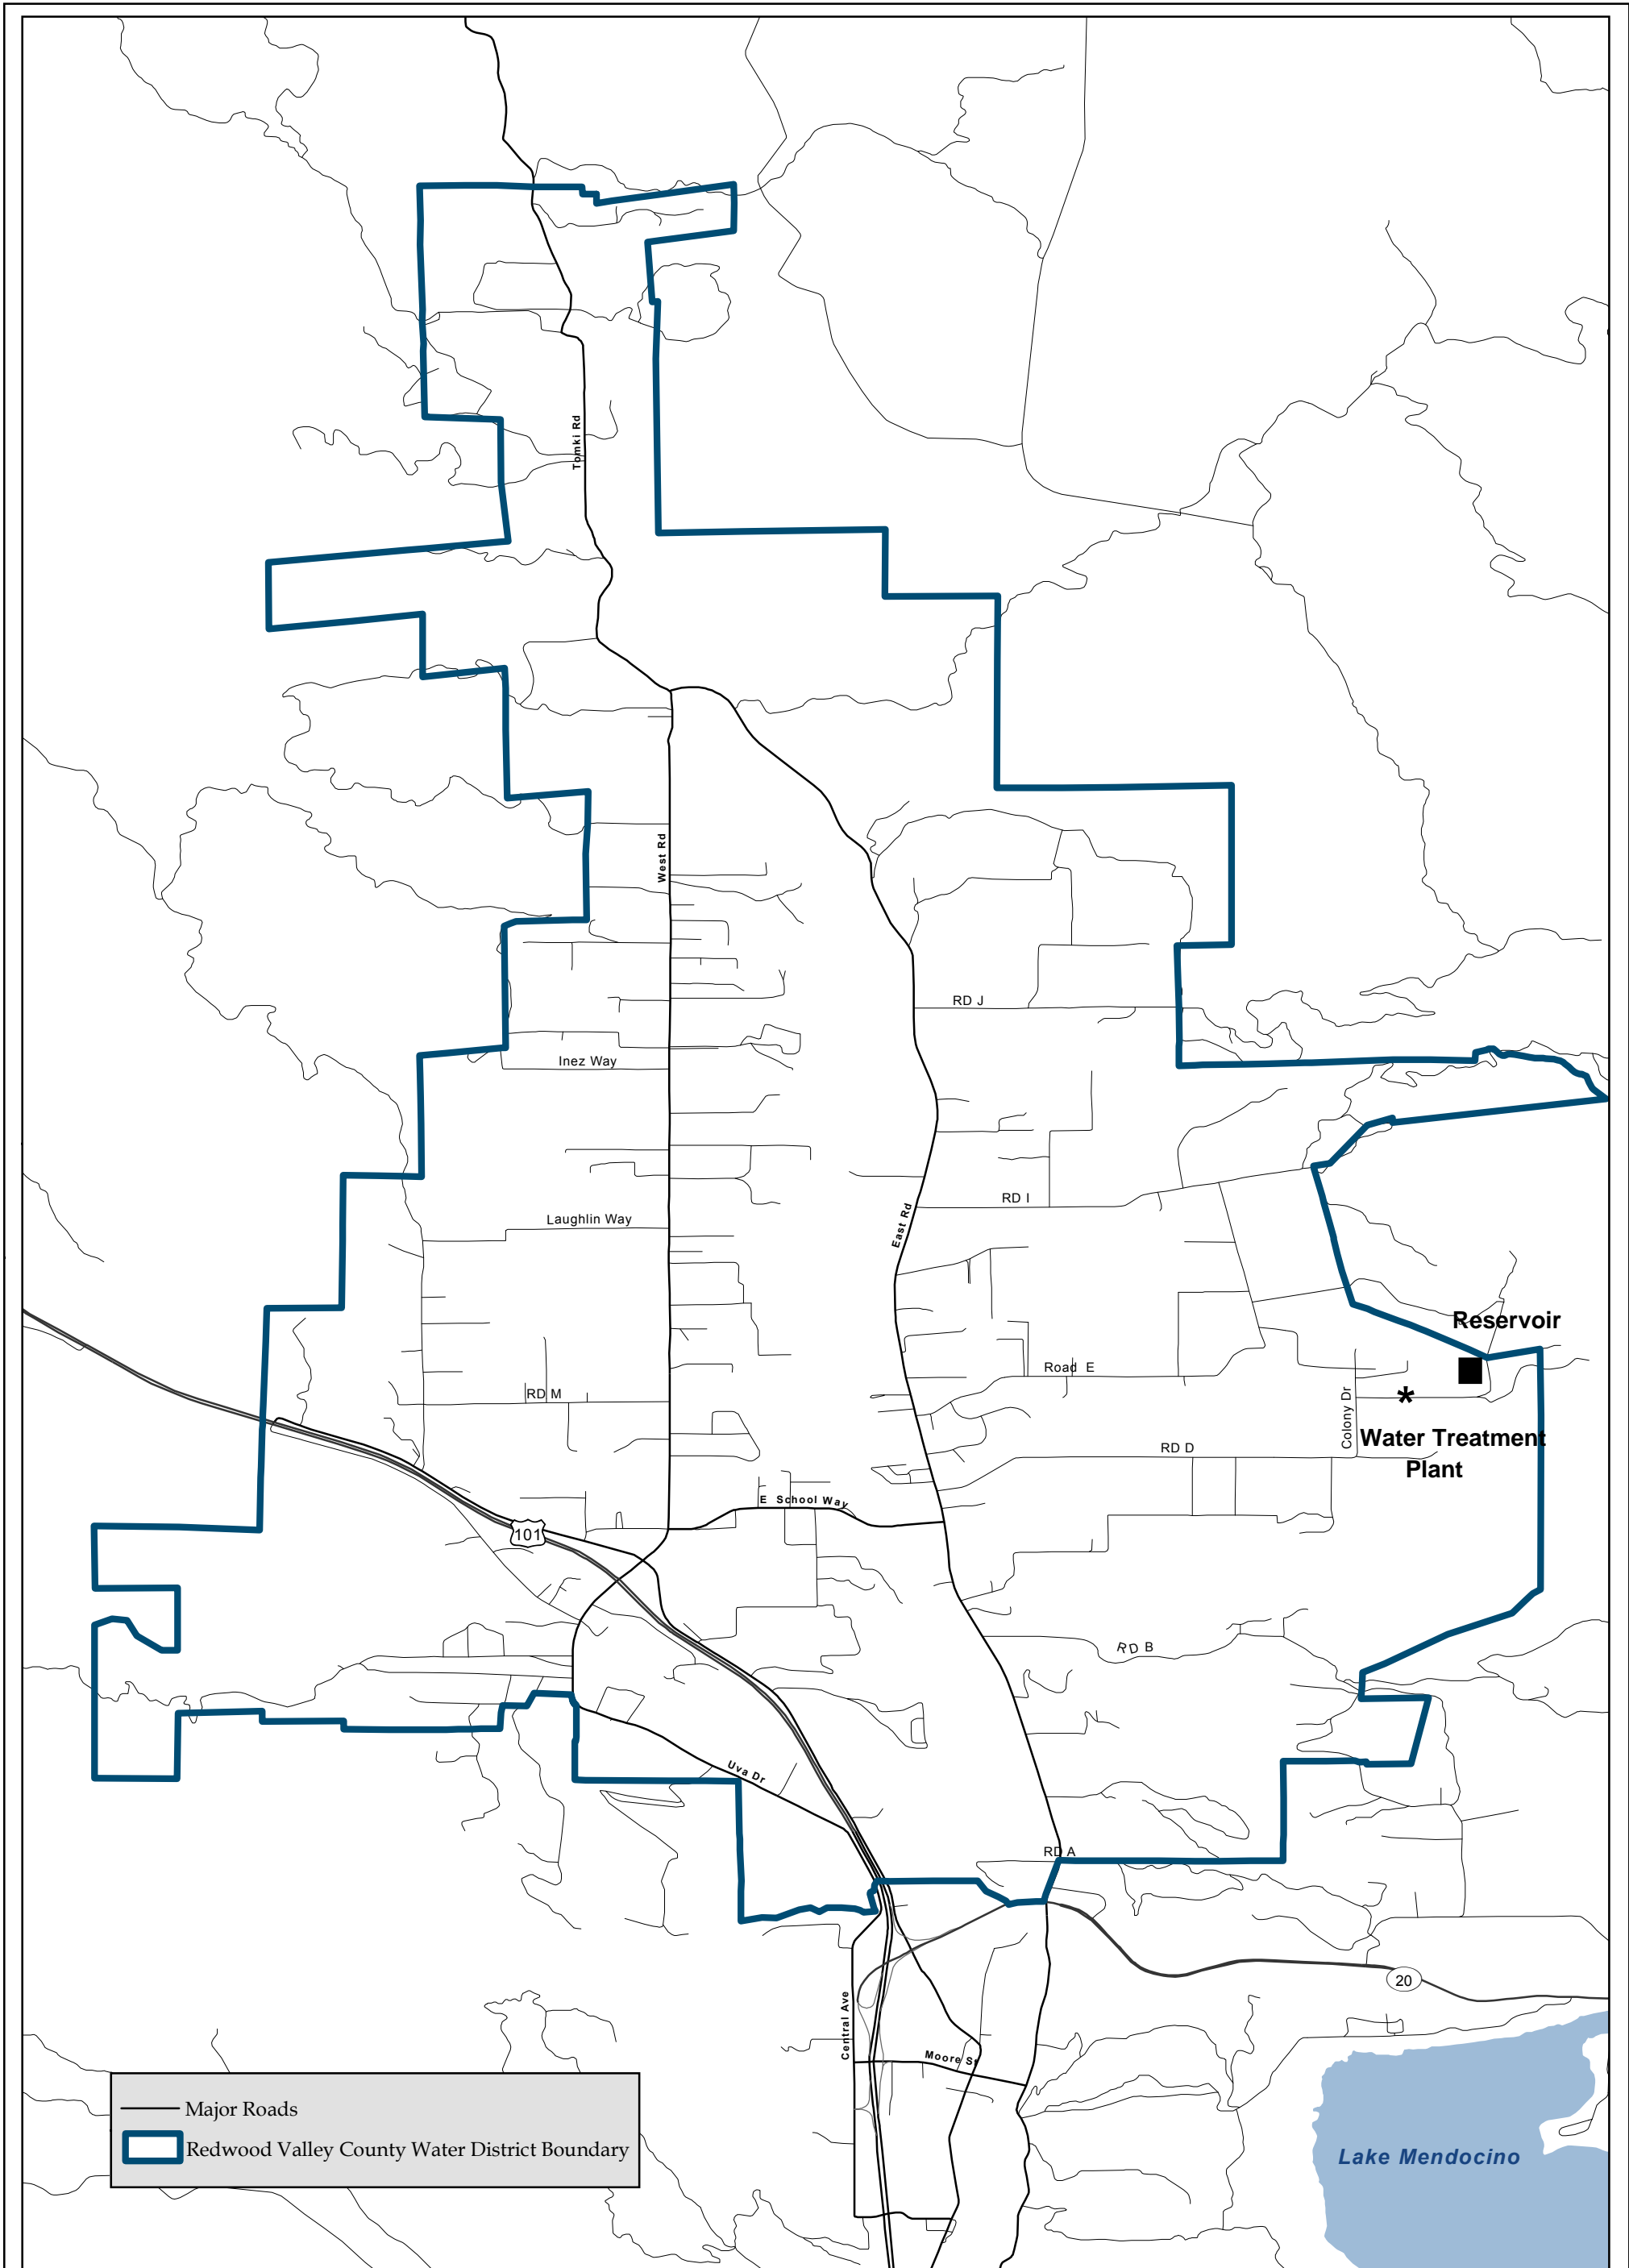 Tomki Rd
West Rd
RD J
Inez Way
RD I
Laughlin Way
East Rd
Reservoir
Road E
RD M
Colony Dr
*
Water Treatment
Plant
RD D
E School Way
101
RD B
Uva Dr
RD A
20
Central Ave
Moore St
Major Roads
Redwood Valley County Water District Boundary
Lake Mendocino